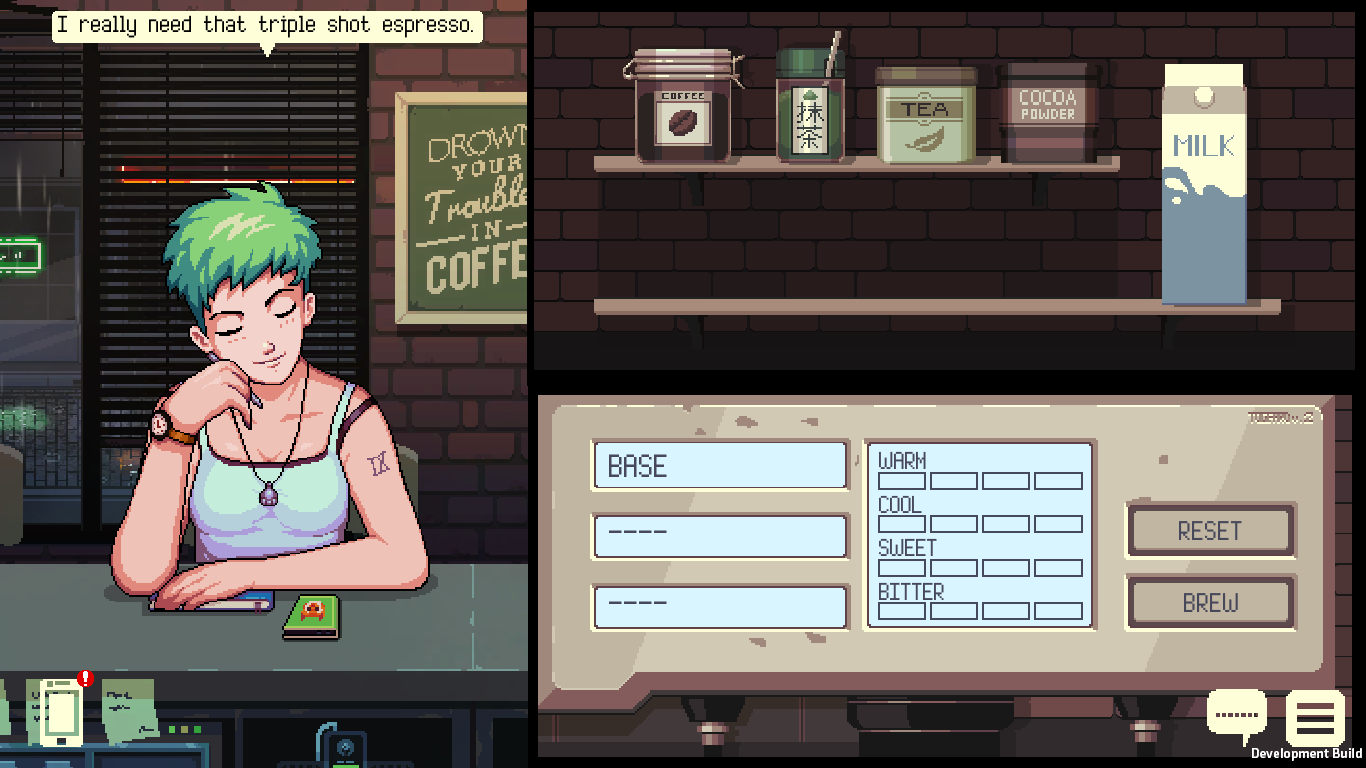 I really need that triple shot espresso.
DROWN
YOUR
Trouble
IN
COFFE
COFFEE
抹
茶
TEA
COCOA
POWDER
MILK
BASE
----
----
WARM
COOL
SWEET
BITTER
RESET
BREW
IX
Development Build